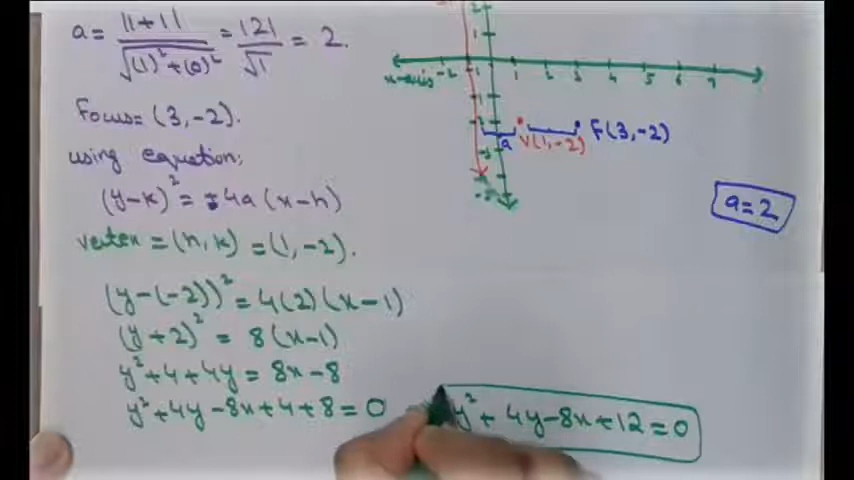 a = |1+1| / √(1)²+(0)² = |2| / √1 = 2.
Focus = (3,-2).
using equation;
(y-k)² = 4a (x-h)
vertex = (h,k) = (1,-2).
(y-(-2))² = 4(2) (x-1)
(y+2)² = 8(x-1)
y²+4+4y = 8x-8
y²+4y-8x+4+8=0
y²+4y-8x+12=0
2
1
x-axis -2 -1 1 2 3 4 5 6 7
F(3,-2)
a V(1,-2)
a=2